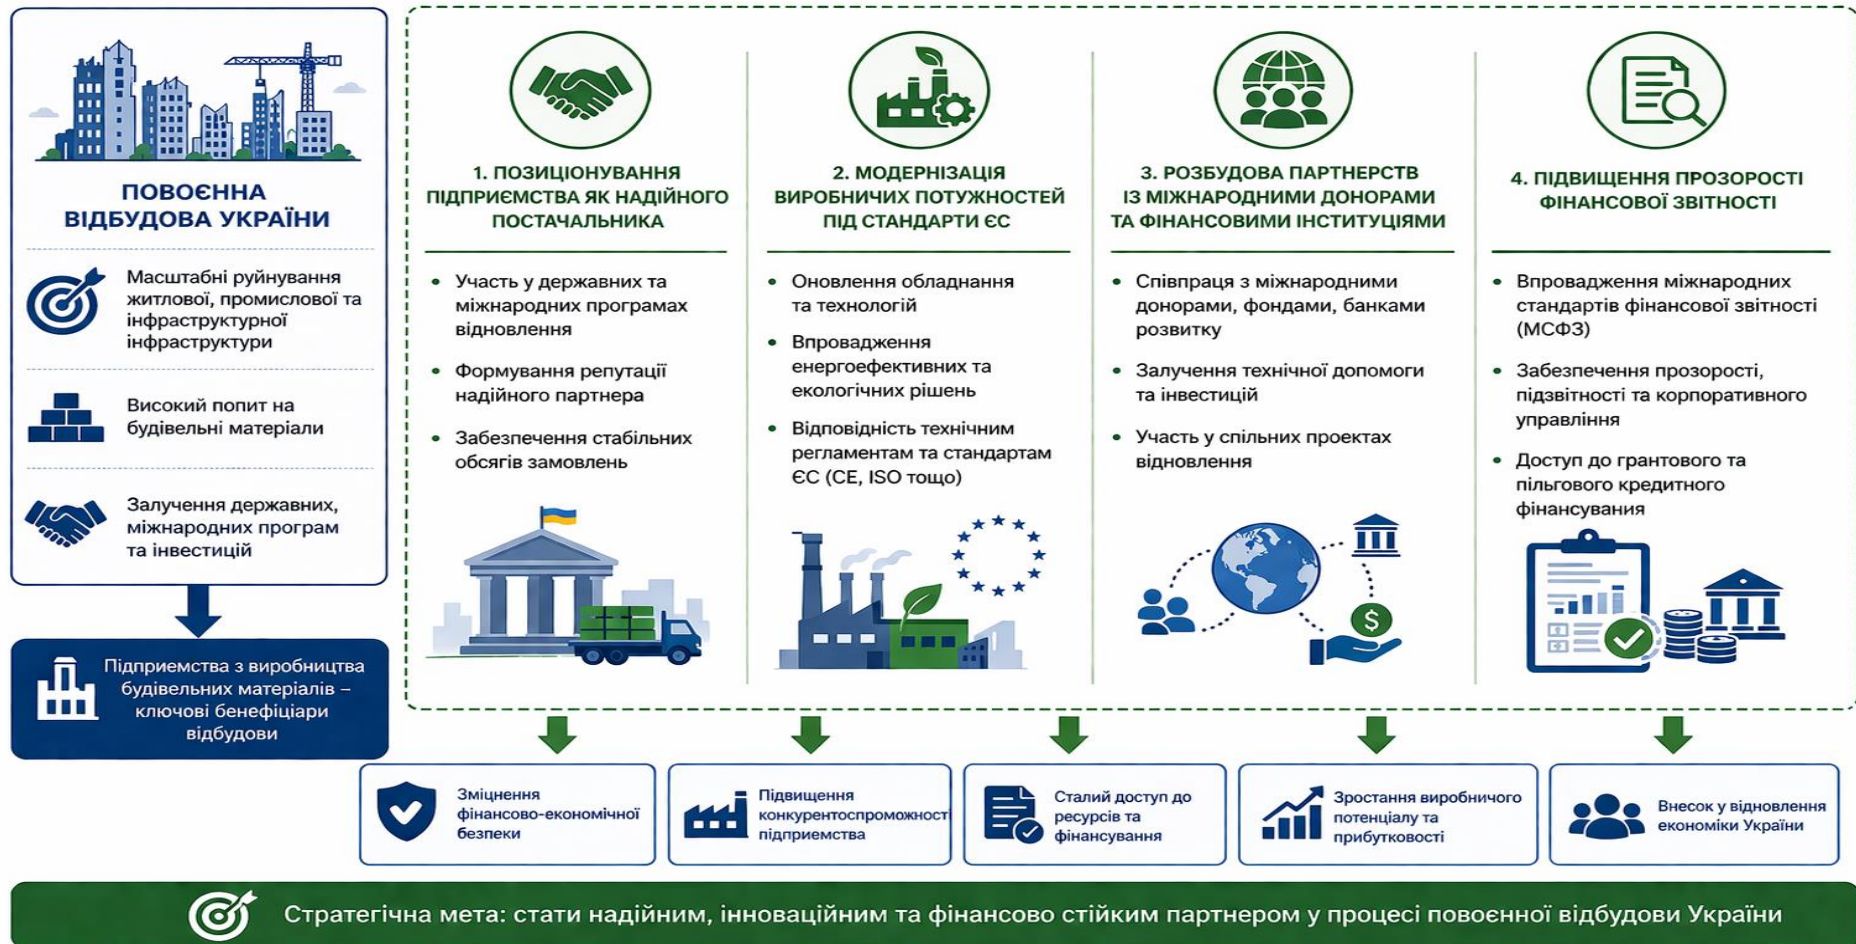 ПОВОЄННА
ВІДБУДОВА УКРАЇНИ
Масштабні руйнування
житлової, промислової та
інфраструктурної
інфраструктури
Високий попит на
будівельні матеріали
Залучення державних,
міжнародних програм
та інвестицій
Підприемства з виробництва
будівельних матеріалів –
ключові бенефіціари
відбудови
1. ПОЗИЦІОНУВАННЯ
ПІДПРИЄМСТВА ЯК НАДІЙНОГО
ПОСТАЧАЛЬНИКА
• Участь у державних та
міжнародних програмах
відновлення
• Формування репутації
надійного партнера
• Забезпечення стабільних
обсягів замовлень
2. МОДЕРНІЗАЦІЯ
ВИРОБНИЧИХ ПОТУЖНОСТЕЙ
ПІД СТАНДАРТИ ЄС
• Оновлення обладнання
та технологій
• Впровадження
енергоефективних та
екологічних рішень
• Відповідність технічним
регламентам та стандартам
ЄС (CE, ISO тощо)
3. РОЗБУДОВА ПАРТНЕРСТВ
ІЗ МІЖНАРОДНИМИ ДОНОРАМИ
ТА ФІНАНСОВИМИ ІНСТИТУЦІЯМИ
• Співпраця з міжнародними
донорами, фондами, банками
розвитку
• Залучення технічної допомоги
та інвестицій
• Участь у спільних проектах
відновлення
$
4. ПІДВИЩЕННЯ ПРОЗОРОСТІ
ФІНАНСОВОЇ ЗВІТНОСТІ
• Впровадження міжнародних
стандартів фінансової звітності
(МСФЗ)
• Забезпечення прозорості,
підзвітності та корпоративного
управління
• Доступ до грантового та
пільгового кредитного
фінансування
Зміцнення
фінансово-економічної
безпеки
Підвищення
конкурентоспроможності
підприємства
Сталий доступ до
ресурсів та
фінансування
Зростання виробничого
потенціалу та
прибутковості
Внесок у відновлення
економіки України
Стратегічна мета: стати надійним, інноваційним та фінансово стійким партнером у процесі повоєнної відбудови України